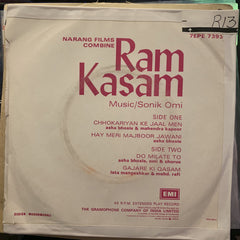 R13
7EPE 7393
NARANG FILMS
COMBINE
Ram
Kasam
Music/Sonik Omi
SIDE ONE
CHHOKARIYAN KE JAAL MEN
asha bhosle & mahendra kapoor
HAY MERI MAJBOOR JAWANI
asha bhosle
SIDE TWO
DO MILATE TO
asha bhosle, omi & chorus
GAJARE KI QASAM
lata mangeshkar & mohd. rafi
EMI
45 R.P.M. EXTENDED PLAY RECORD
THE GRAMOPHONE COMPANY OF INDIA LIMITED